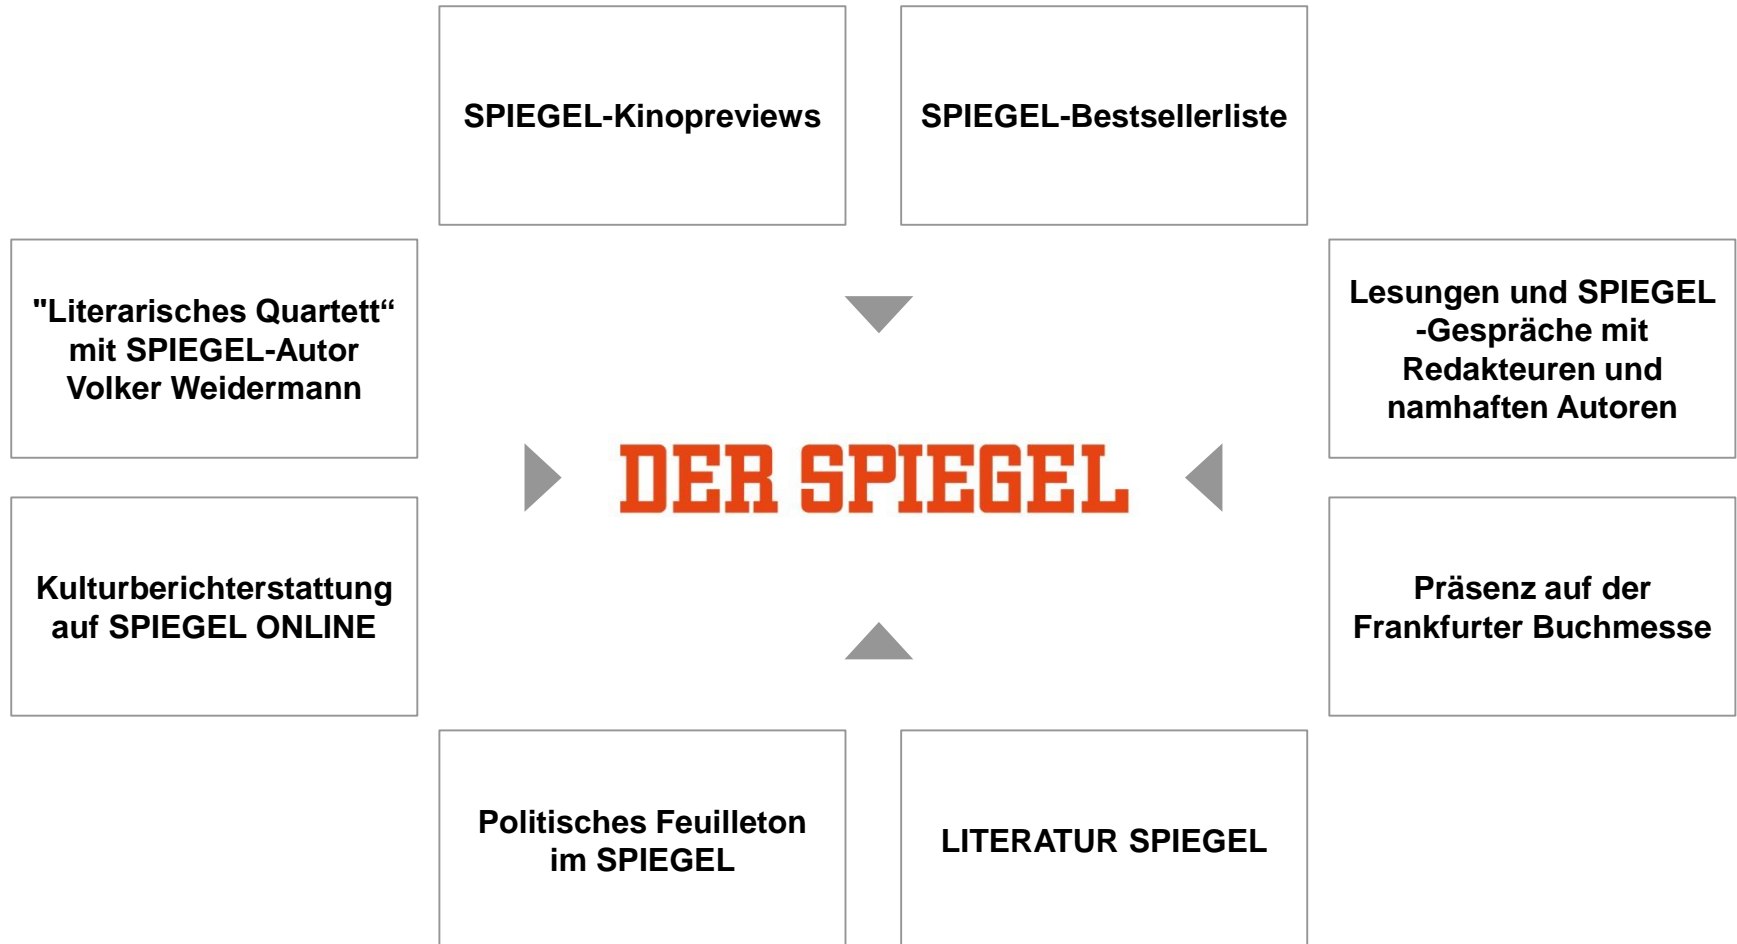 SPIEGEL-Kinopreviews
SPIEGEL-Bestsellerliste
"Literarisches Quartett“
mit SPIEGEL-Autor
Volker Weidermann
Lesungen und SPIEGEL
-Gespräche mit
Redakteuren und
namhaften Autoren
DER SPIEGEL
Kulturberichterstattung
auf SPIEGEL ONLINE
Präsenz auf der
Frankfurter Buchmesse
Politisches Feuilleton
im SPIEGEL
LITERATUR SPIEGEL